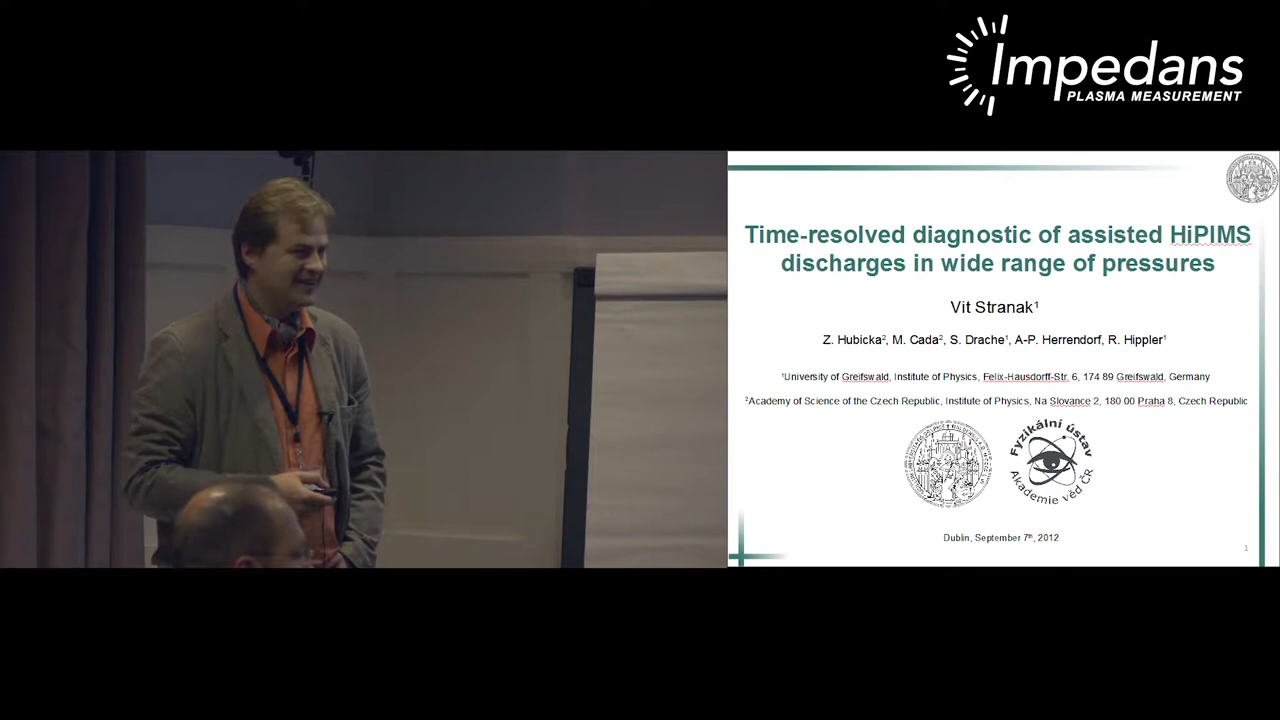 Impedans
PLASMA MEASUREMENT
Time-resolved diagnostic of assisted HiPIMS
discharges in wide range of pressures
Vit Stranak¹
Z. Hubicka², M. Cada², S. Drache¹, A-P. Herrendorf, R. Hippler¹
¹University of Greifswald, Institute of Physics, Felix-Hausdorff-Str. 6, 174 89 Greifswald, Germany
²Academy of Science of the Czech Republic, Institute of Physics, Na Slovance 2, 180 00 Praha 8, Czech Republic
Fyzikální ústav
Akademie věd ČR
Dublin, September 7th, 2012
1